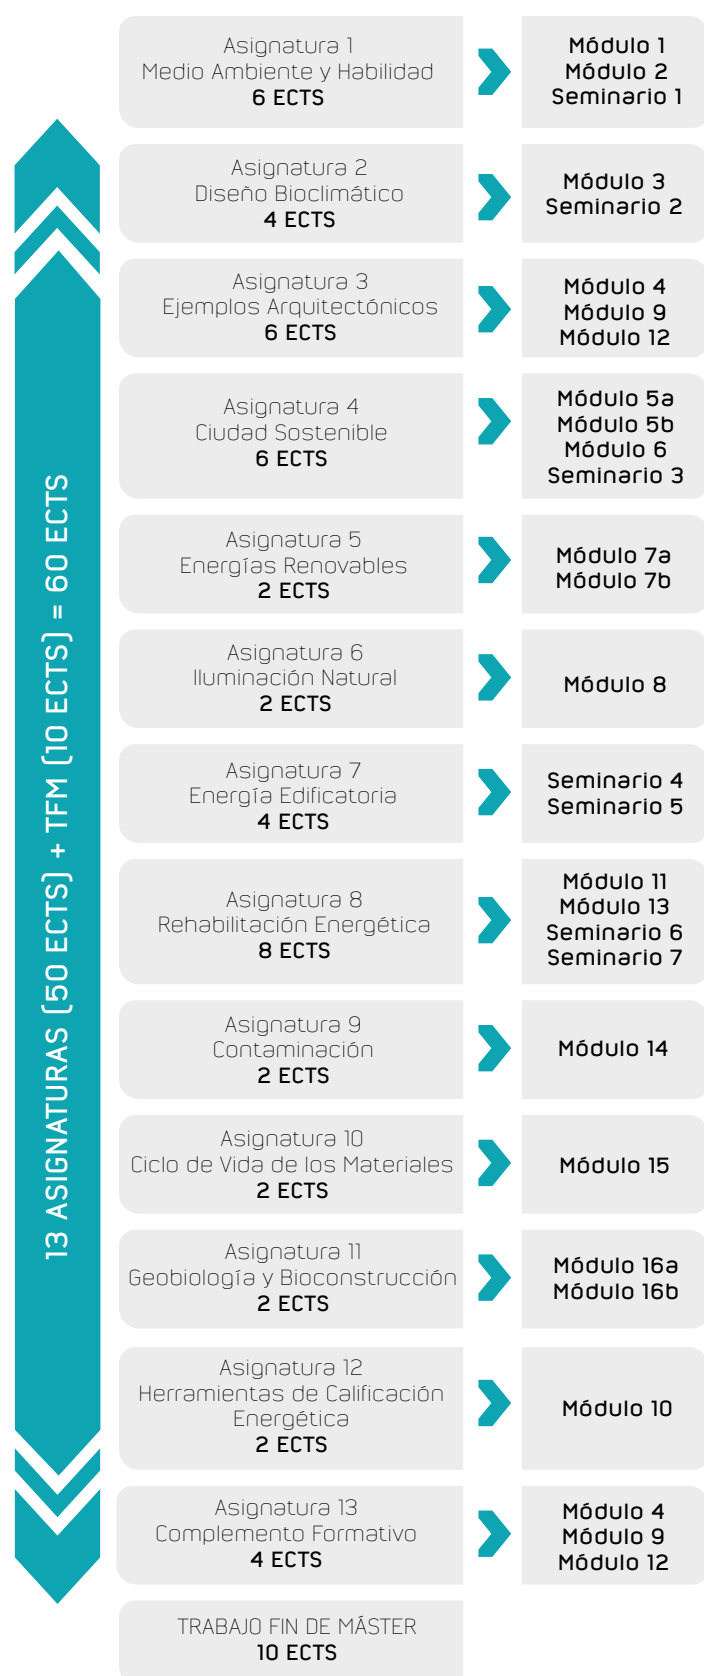 13 ASIGNATURAS (50 ECTS) + TFM (10 ECTS) = 60 ECTS
Asignatura 1
Medio Ambiente y Habilidad
6 ECTS
Módulo 1
Módulo 2
Seminario 1
Asignatura 2
Diseño Bioclimático
4 ECTS
Módulo 3
Seminario 2
Asignatura 3
Ejemplos Arquitectónicos
6 ECTS
Módulo 4
Módulo 9
Módulo 12
Asignatura 4
Ciudad Sostenible
6 ECTS
Módulo 5a
Módulo 5b
Módulo 6
Seminario 3
Asignatura 5
Energías Renovables
2 ECTS
Módulo 7a
Módulo 7b
Asignatura 6
Iluminación Natural
2 ECTS
Módulo 8
Asignatura 7
Energía Edificatoria
4 ECTS
Seminario 4
Seminario 5
Asignatura 8
Rehabilitación Energética
8 ECTS
Módulo 11
Módulo 13
Seminario 6
Seminario 7
Asignatura 9
Contaminación
2 ECTS
Módulo 14
Asignatura 10
Ciclo de Vida de los Materiales
2 ECTS
Módulo 15
Asignatura 11
Geobiología y Bioconstrucción
2 ECTS
Módulo 16a
Módulo 16b
Asignatura 12
Herramientas de Calificación
Energética
2 ECTS
Módulo 10
Asignatura 13
Complemento Formativo
4 ECTS
Módulo 4
Módulo 9
Módulo 12
TRABAJO FIN DE MÁSTER
10 ECTS